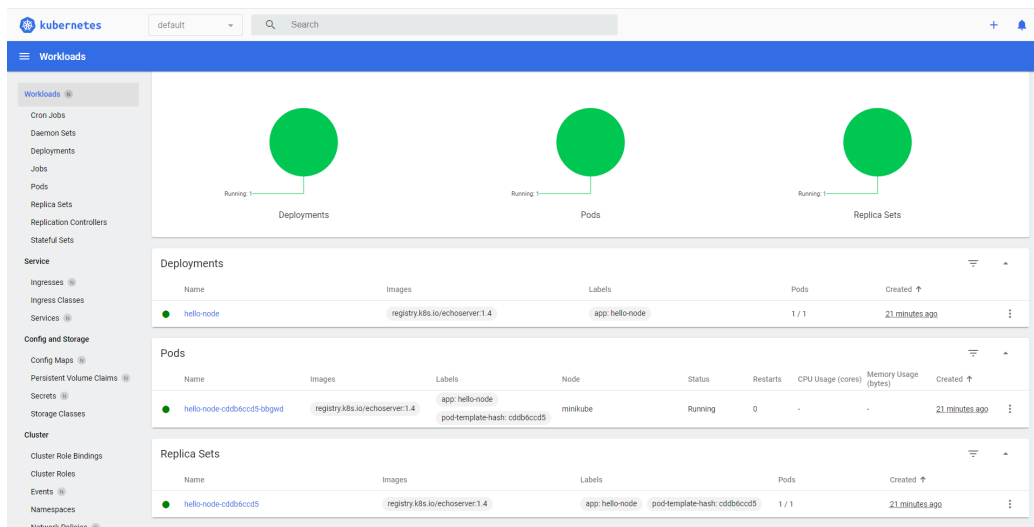 kubernetes
default
Search
Workloads
Workloads N
Cron Jobs
Daemon Sets
Deployments
Jobs
Pods
Replica Sets
Replication Controllers
Stateful Sets
Service
Ingresses N
Ingress Classes
Services N
Config and Storage
Config Maps N
Persistent Volume Claims N
Secrets N
Storage Classes
Cluster
Cluster Role Bindings
Cluster Roles
Events N
Namespaces
Network Policies N
Running: 1
Deployments
Running: 1
Pods
Running: 1
Replica Sets
Deployments
Name Images Labels Pods Created
hello-node registry.k8s.io/echoserver:1.4 app: hello-node 1 / 1 21 minutes ago
Pods
Name Images Labels Node Status Restarts CPU Usage (cores) Memory Usage (bytes) Created
hello-node-cddb6ccd5-bbgwd registry.k8s.io/echoserver:1.4 app: hello-node pod-template-hash: cddb6ccd5 minikube Running 0 - - 21 minutes ago
Replica Sets
Name Images Labels Pods Created
hello-node-cddb6ccd5 registry.k8s.io/echoserver:1.4 app: hello-node pod-template-hash: cddb6ccd5 1 / 1 21 minutes ago